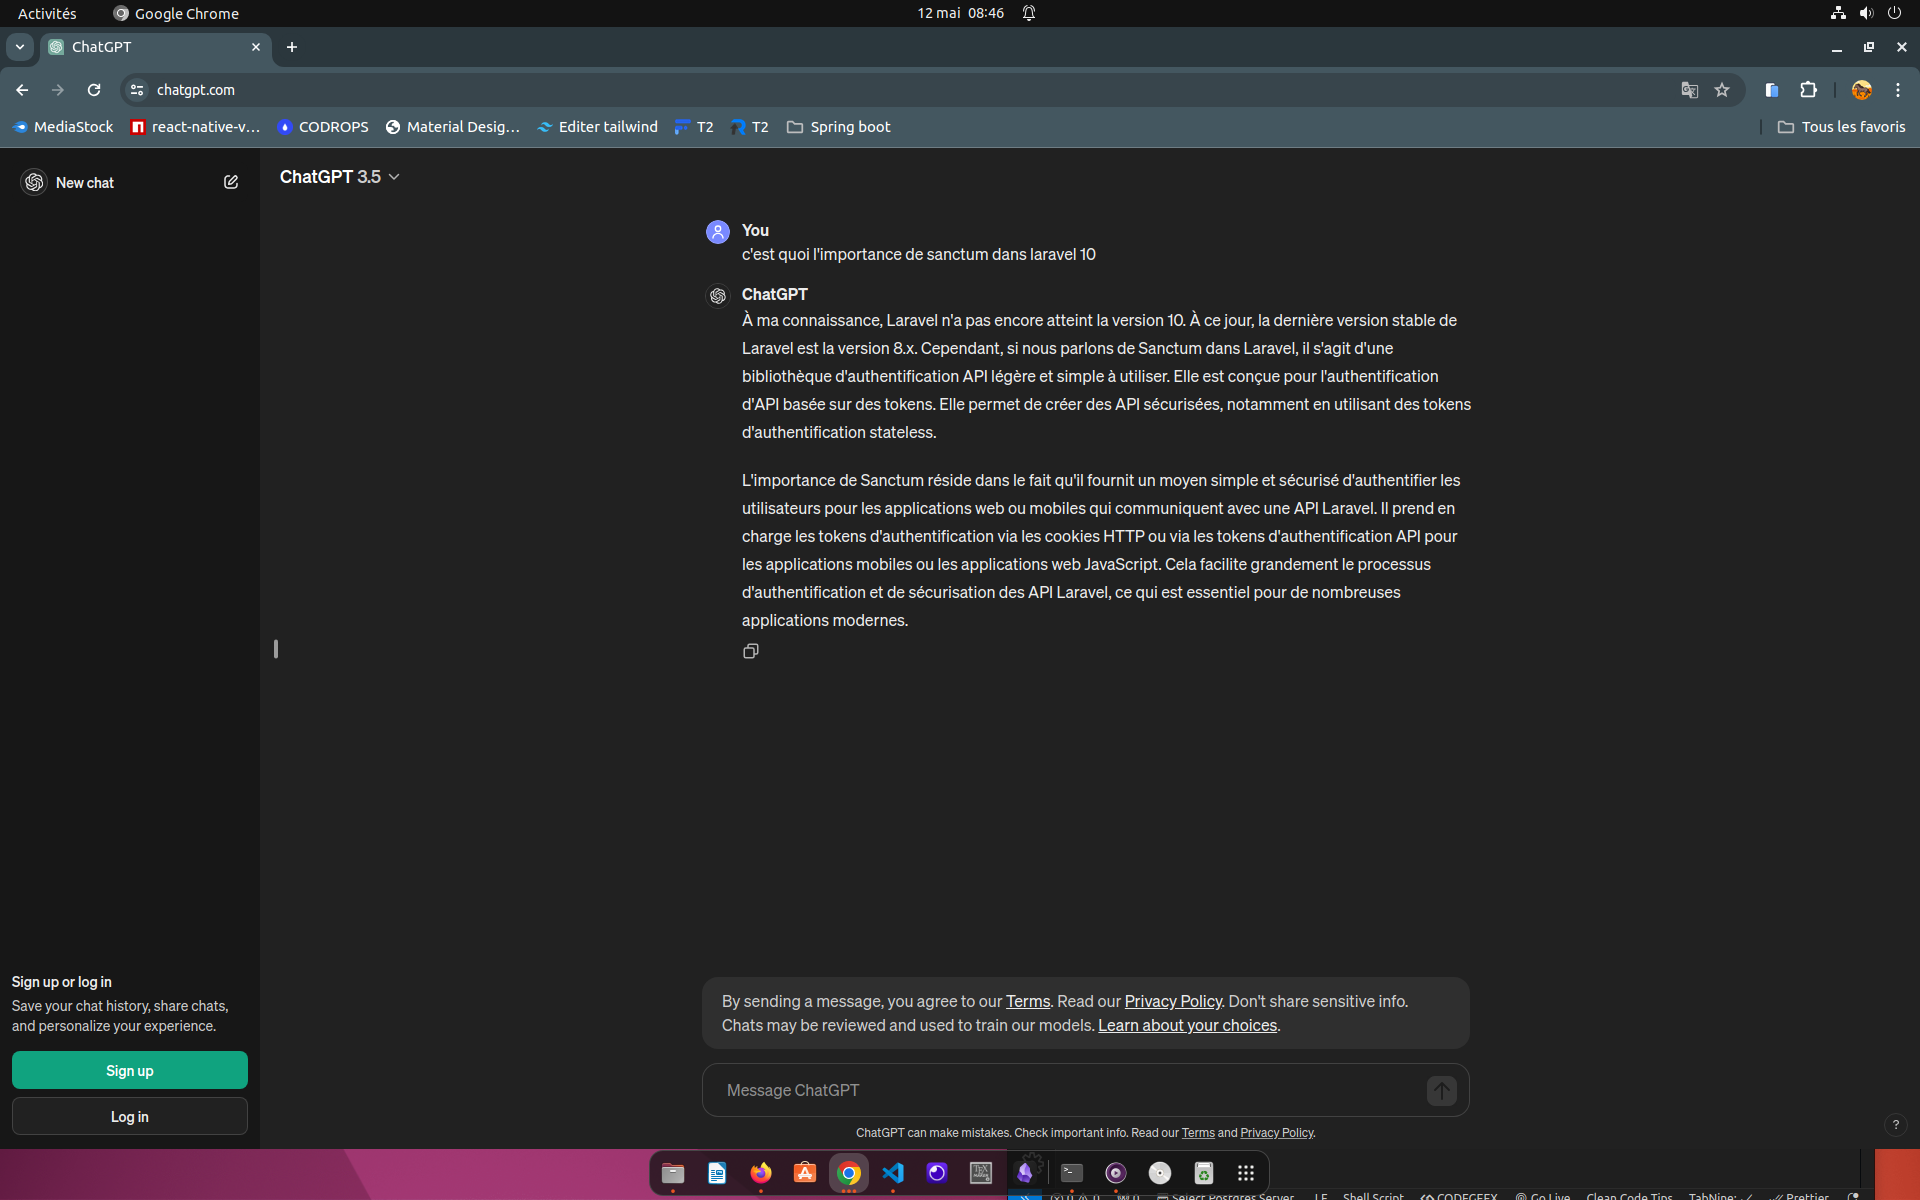 Activités
Google Chrome
12 mai 08:46
ChatGPT
chatgpt.com
MediaStock
react-native-v...
CODROPS
Material Desig...
Editer tailwind
T2
T2
Spring boot
Tous les favoris
New chat
ChatGPT 3.5
You
c'est quoi l'importance de sanctum dans laravel 10
ChatGPT
À ma connaissance, Laravel n'a pas encore atteint la version 10. À ce jour, la dernière version stable de
Laravel est la version 8.x. Cependant, si nous parlons de Sanctum dans Laravel, il s'agit d'une
bibliothèque d'authentification API légère et simple à utiliser. Elle est conçue pour l'authentification
d'API basée sur des tokens. Elle permet de créer des API sécurisées, notamment en utilisant des tokens
d'authentification stateless.
L'importance de Sanctum réside dans le fait qu'il fournit un moyen simple et sécurisé d'authentifier les
utilisateurs pour les applications web ou mobiles qui communiquent avec une API Laravel. Il prend en
charge les tokens d'authentification via les cookies HTTP ou via les tokens d'authentification API pour
les applications mobiles ou les applications web JavaScript. Cela facilite grandement le processus
d'authentification et de sécurisation des API Laravel, ce qui est essentiel pour de nombreuses
applications modernes.
Sign up or log in
Save your chat history, share chats,
and personalize your experience.
Sign up
Log in
By sending a message, you agree to our Terms. Read our Privacy Policy. Don't share sensitive info.
Chats may be reviewed and used to train our models. Learn about your choices.
Message ChatGPT
ChatGPT can make mistakes. Check important info. Read our Terms and Privacy Policy.
?
Select Postgres Server
LF
Shell Script
CODEGEEX
Go Live
Clean Code Tips
TabNine:
Prettier